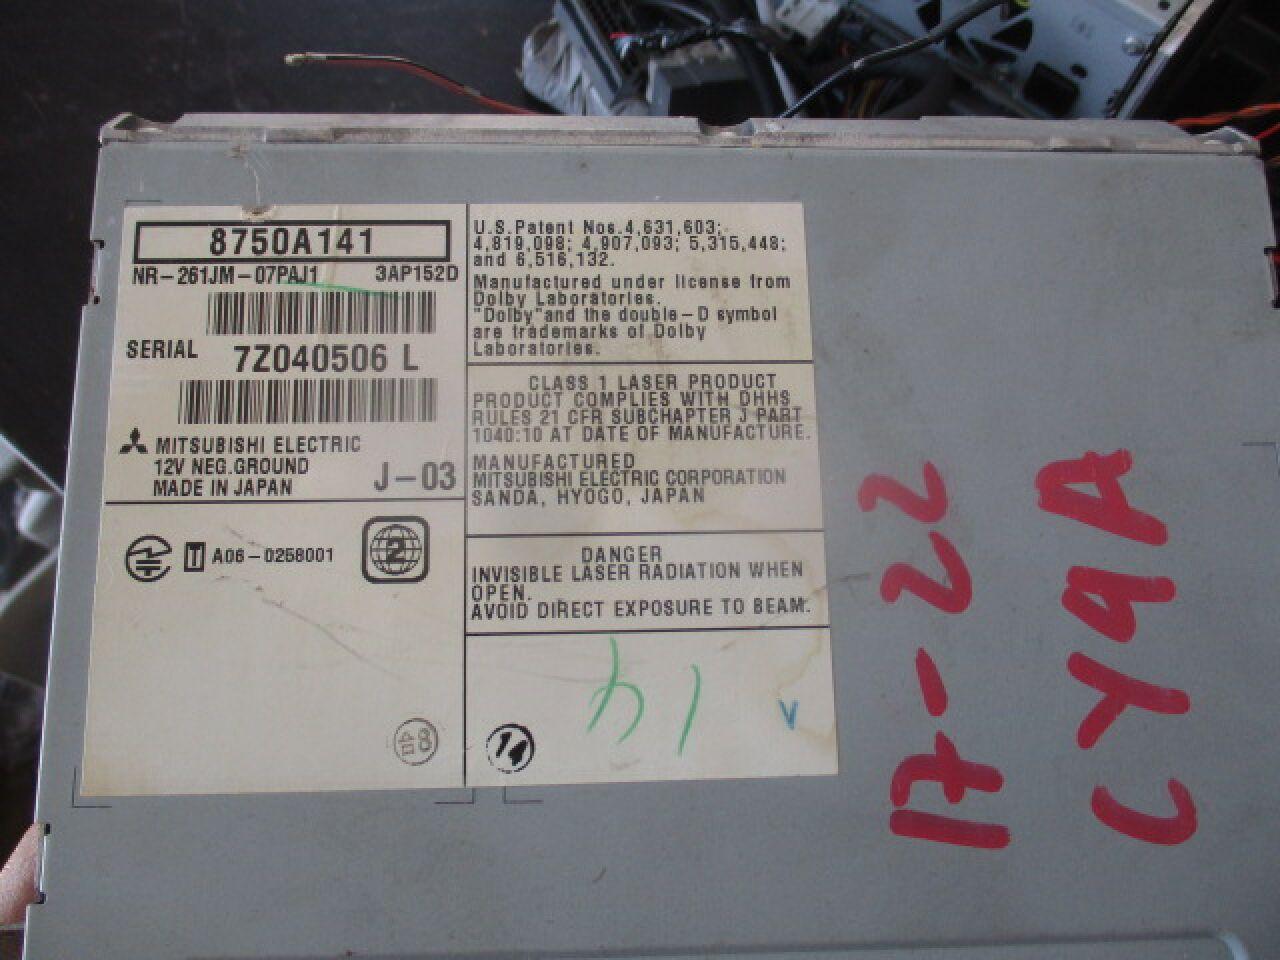 8750A141
NR-261JM-07PAJ1 3AP152D
SERIAL 7Z040506 L
MITSUBISHI ELECTRIC
12V NEG.GROUND
MADE IN JAPAN J-03
T A06-0258001
2
48
U.S.Patent Nos.4,631,603;
4,819,098; 4,907,093; 5,315,448;
and 6,516,132.
Manufactured under license from
Dolby Laboratories.
"Dolby"and the double-D symbol
are trademarks of Dolby
Laboratories.
CLASS 1 LASER PRODUCT
PRODUCT COMPLIES WITH DHHS
RULES 21 CFR SUBCHAPTER J PART
1040:10 AT DATE OF MANUFACTURE.
MANUFACTURED
MITSUBISHI ELECTRIC CORPORATION
SANDA, HYOGO, JAPAN
DANGER
INVISIBLE LASER RADIATION WHEN
OPEN.
AVOID DIRECT EXPOSURE TO BEAM.
14
14
V
17-22
CY9A